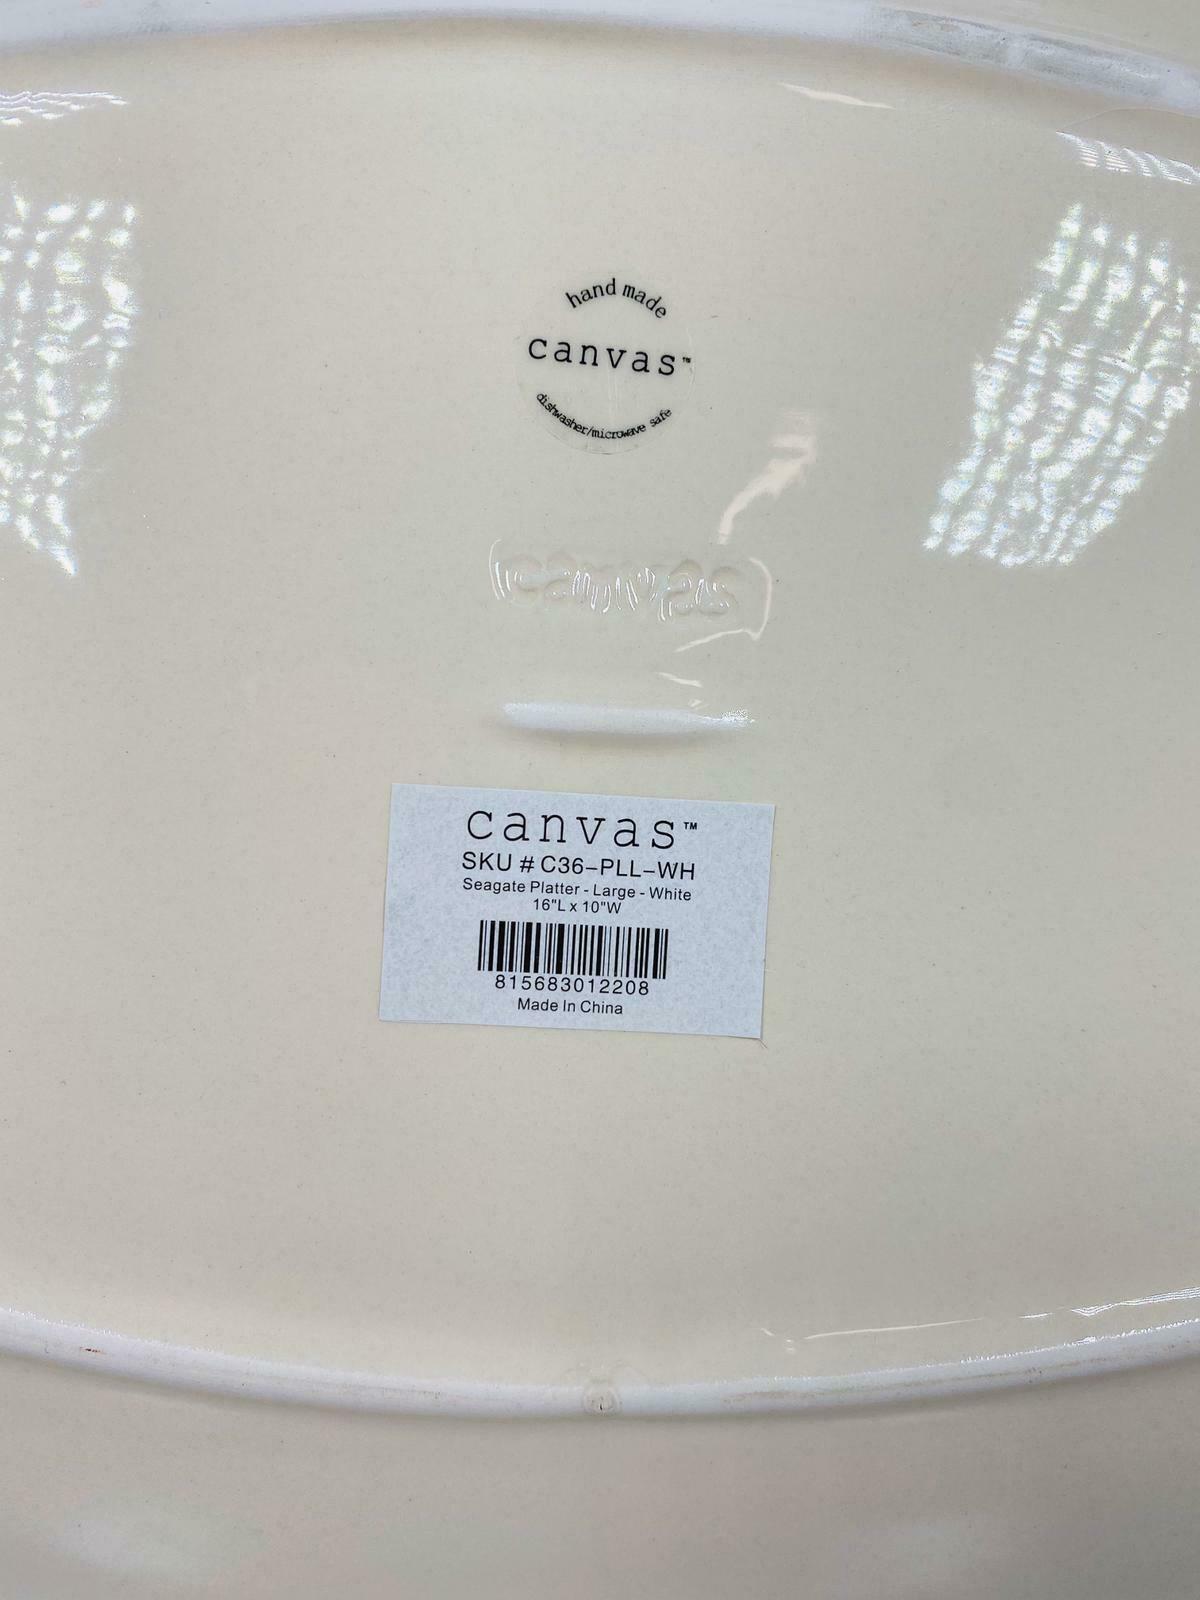 hand made
canvas™
dishwasher/microwave safe
canvas
canvas™
SKU # C36-PLL-WH
Seagate Platter - Large - White
16"L x 10"W
815683012208
Made In China